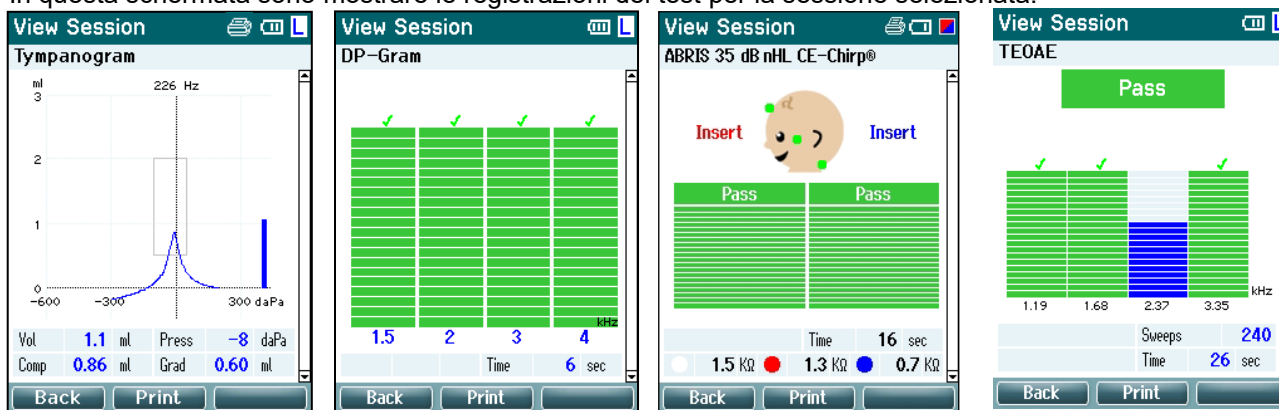 in questa schermata sono mostrare le registrazioni dei test per la sessione selezionata.
View Session L
Tympanogram
ml 226 Hz
3
2
1
0
-600 -300 300 daPa
Vol 1.1 ml Press -8 daPa
Comp 0.86 ml Grad 0.60 ml
Back Print
View Session L
DP-Gram
kHz
1.5 2 3 4
Time 6 sec
Back Print
View Session
ABRIS 35 dB nHL CE-Chirp®
Insert Insert
Pass Pass
Time 16 sec
1.5 KΩ 1.3 KΩ 0.7 KΩ
Back Print
View Session L
TEOAE
Pass
kHz
1.19 1.68 2.37 3.35
Sweeps 240
Time 26 sec
Back Print